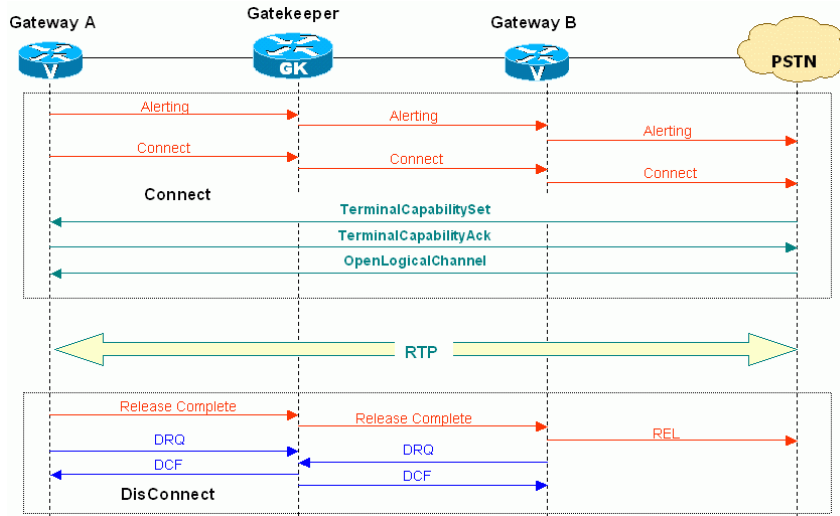 Gateway A
Gatekeeper
Gateway B
V
GK
V
PSTN
Alerting
Alerting
Alerting
Connect
Connect
Connect
Connect
TerminalCapabilitySet
TerminalCapabilityAck
OpenLogicalChannel
RTP
Release Complete
Release Complete
REL
DRQ
DRQ
DCF
DCF
DisConnect